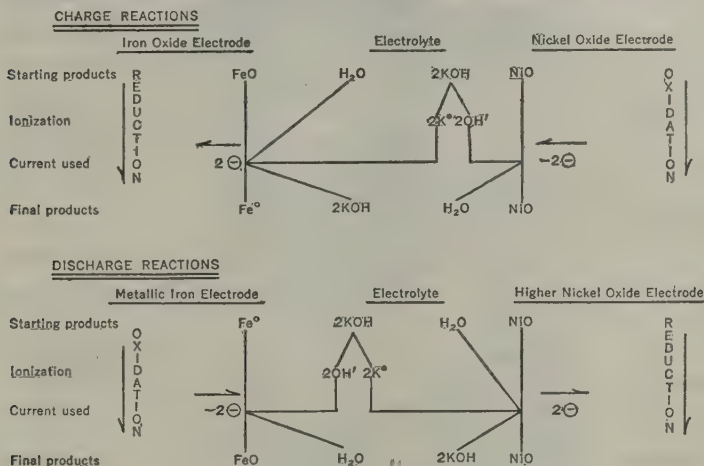 CHARGE REACTIONS
Iron Oxide Electrode Electrolyte Nickel Oxide Electrode
Starting products FeO H₂O 2KOH NiO
REDUCTION
OXIDATION
Ionization 2K° 2OH'
Current used 2⊖ -2⊖
Final products Fe° 2KOH H₂O NiO
DISCHARGE REACTIONS
Metallic Iron Electrode Electrolyte Higher Nickel Oxide Electrode
Starting products Fe° 2KOH H₂O NiO
OXIDATION
REDUCTION
Ionization 2OH' 2K°
Current used -2⊖ 2⊖
Final products FeO H₂O 2KOH NiO